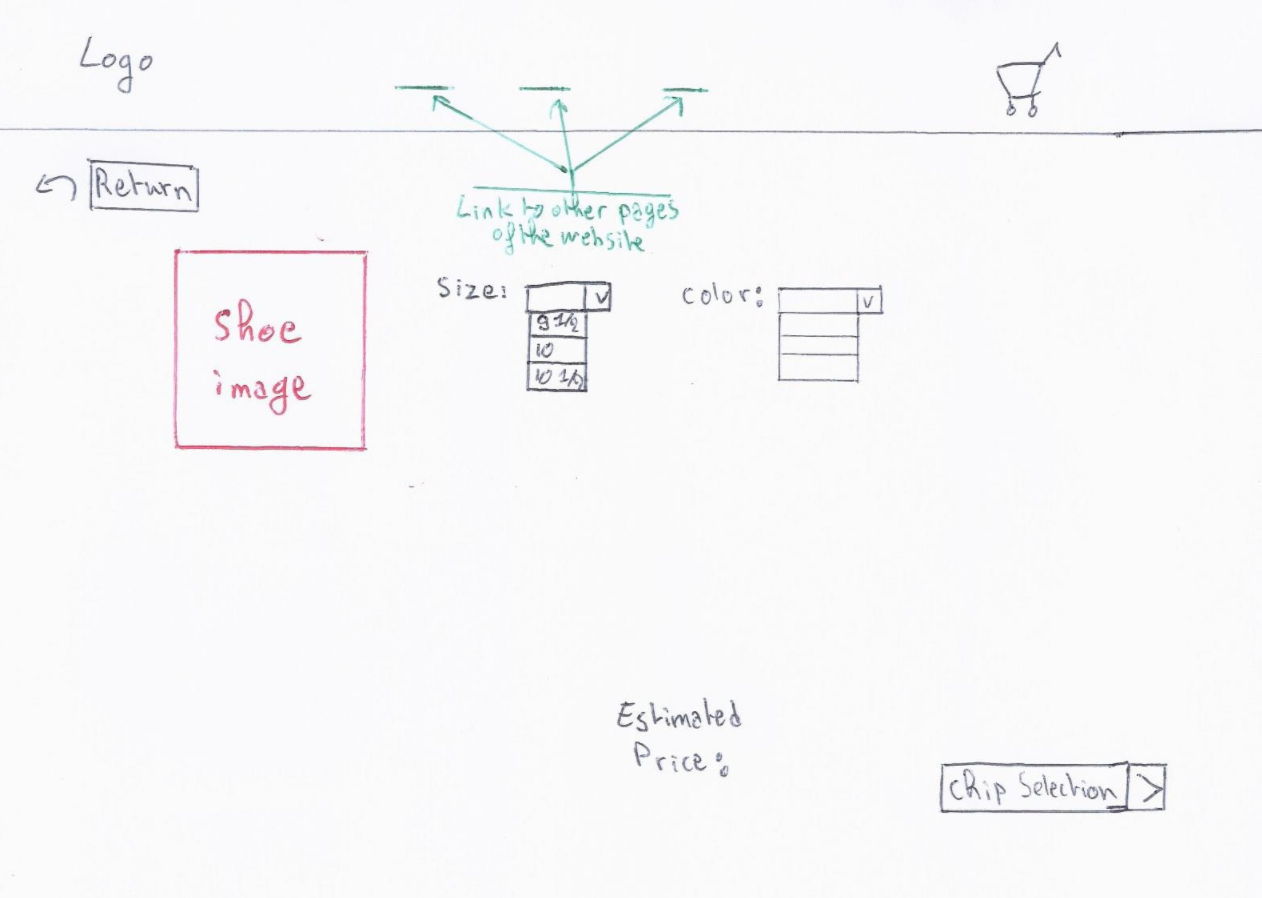 Logo
Return
Link to other pages
of the website
Size:
9 1/2
10
10 1/2
color:
Shoe
image
Estimated
Price:
Chip Selection >